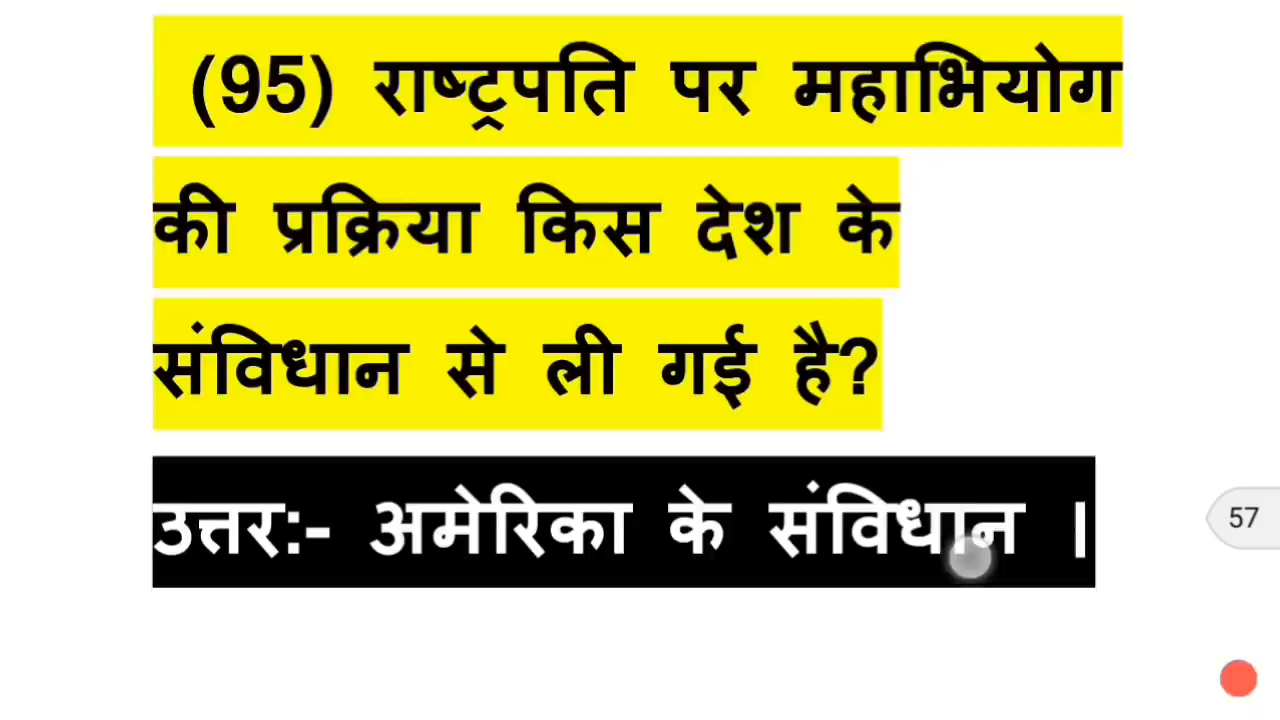 (95) राष्ट्रपति पर महाभियोग
की प्रक्रिया किस देश के
संविधान से ली गई है?
उत्तर:- अमेरिका के संविधान ।
57